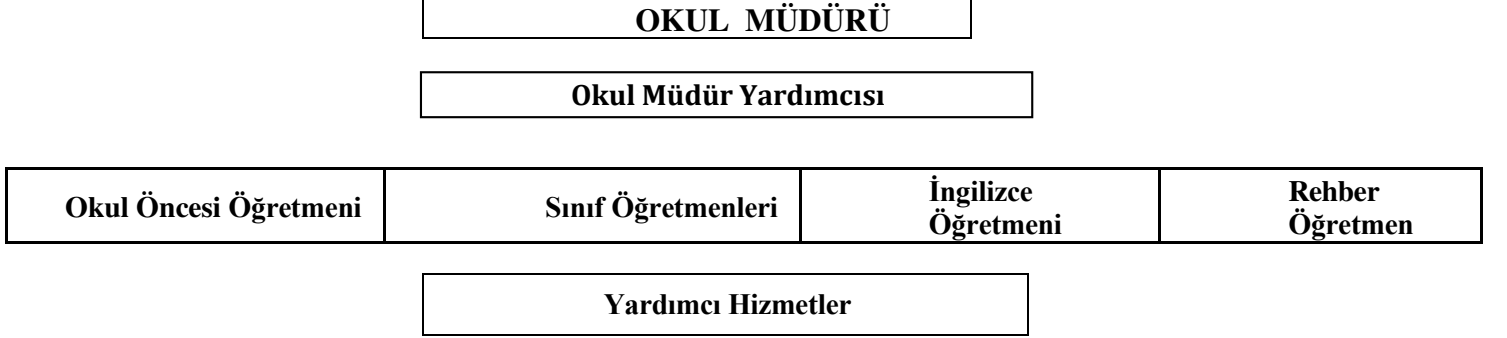 OKUL MÜDÜRÜ
Okul Müdür Yardımcısı
Okul Öncesi Öğretmeni
Sınıf Öğretmenleri
İngilizce
Öğretmeni
Rehber
Öğretmen
Yardımcı Hizmetler